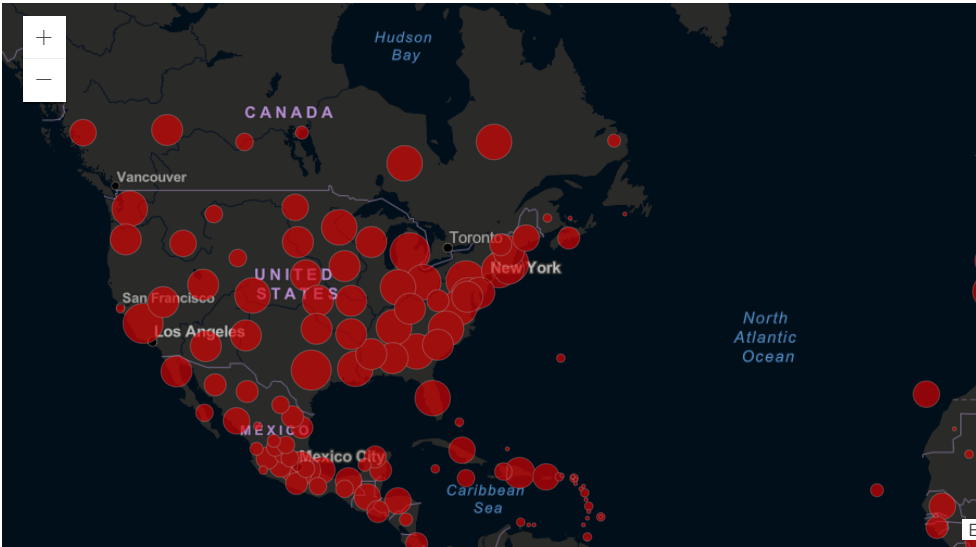 +
Hudson
Bay
−
CANADA
Vancouver
Toronto
New York
UNITED
STATES
San Francisco
Los Angeles
North
Atlantic
Ocean
MEXICO
Mexico City
Caribbean
Sea
E